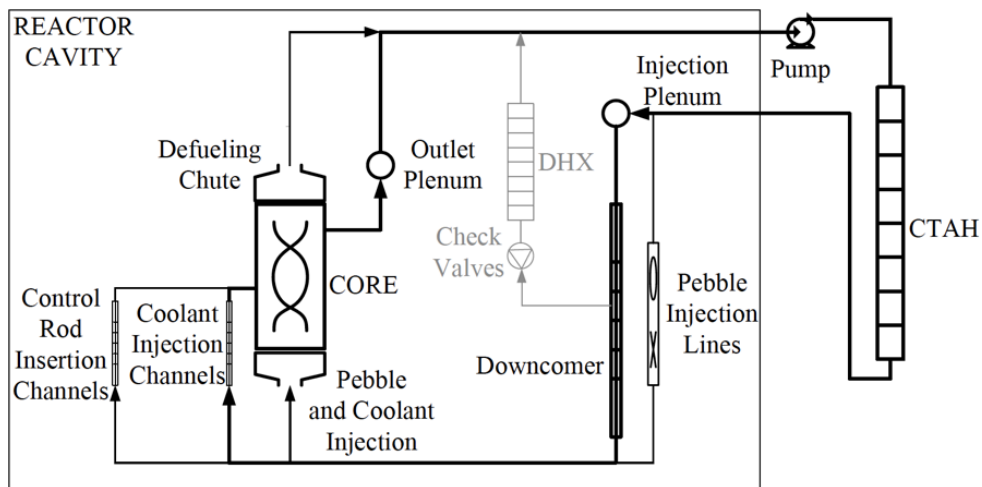 REACTOR
CAVITY
Pump
Injection
Plenum
Defueling
Chute
Outlet
Plenum
DHX
CTAH
Check
Valves
CORE
Control
Rod
Insertion
Channels
Coolant
Injection
Channels
Pebble
Injection
Lines
Downcomer
Pebble
and Coolant
Injection